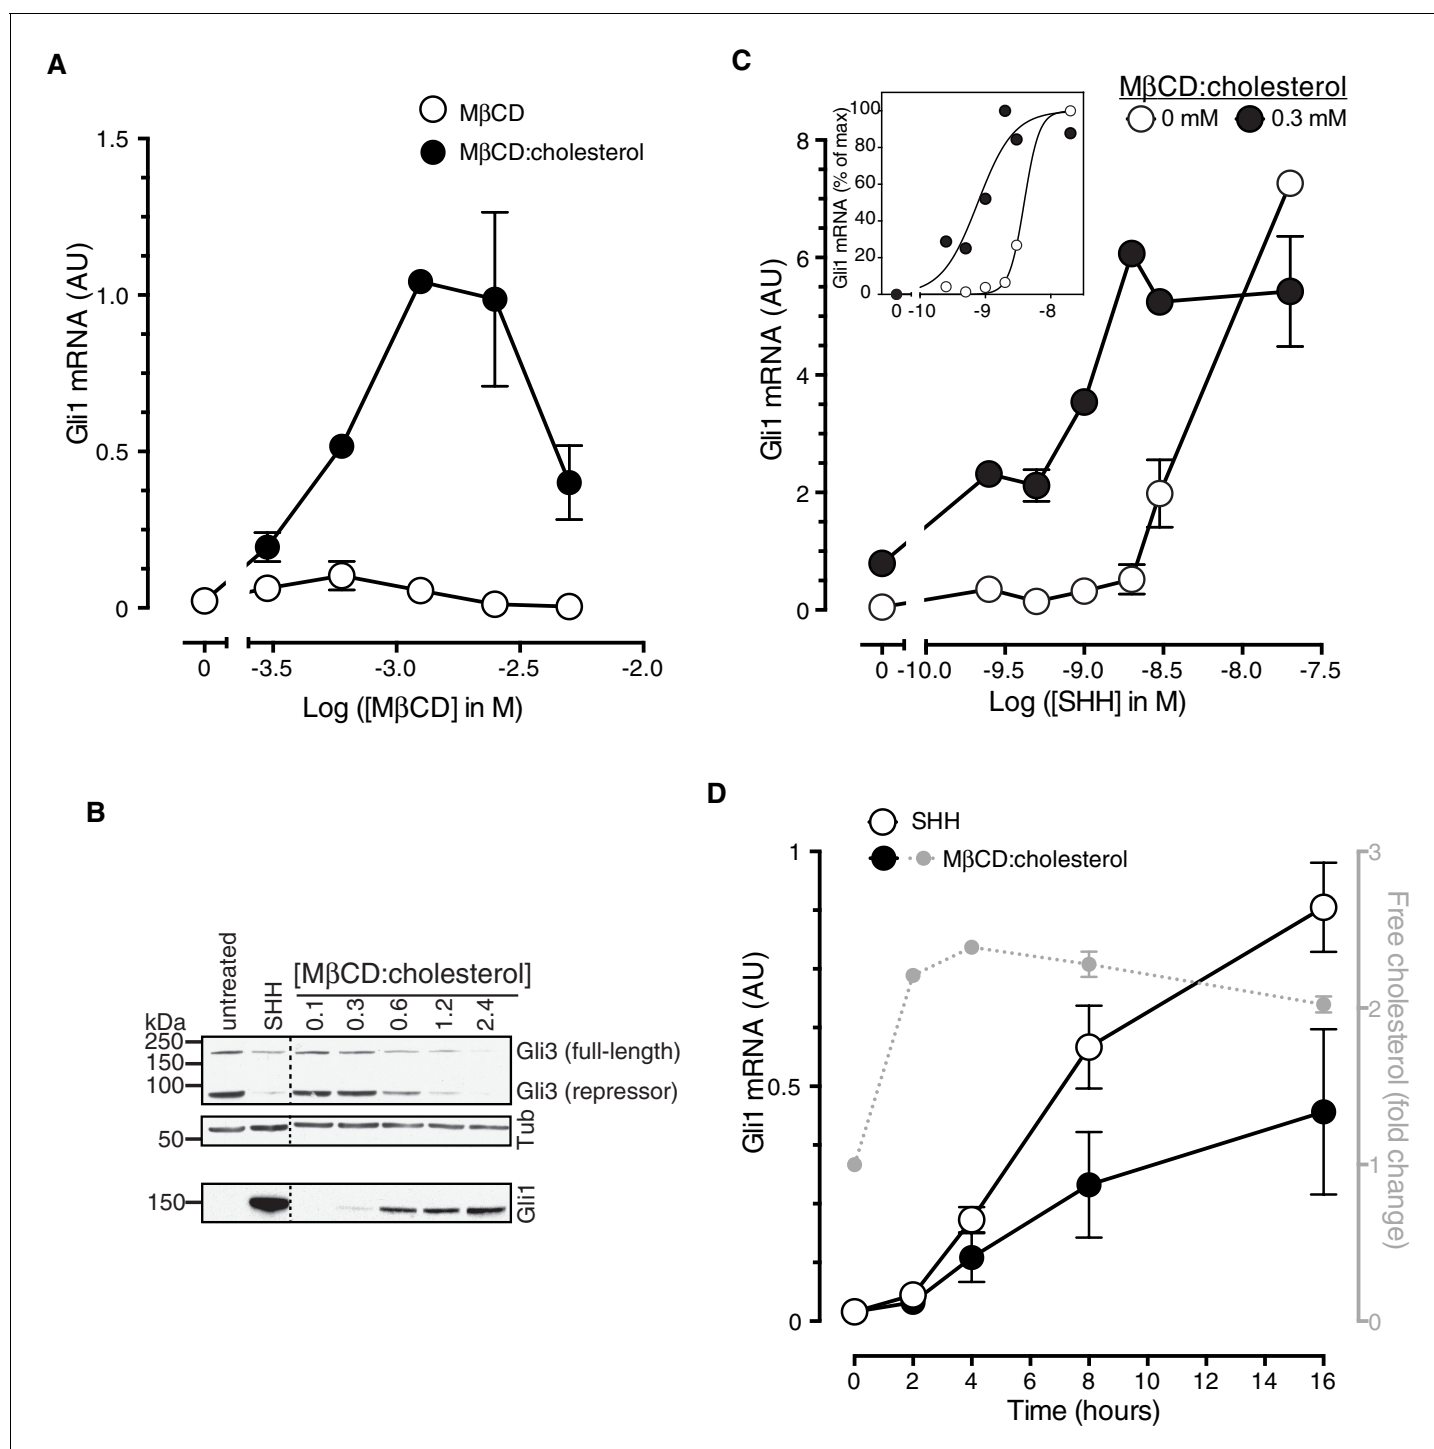 A
MβCD
MβCD:cholesterol
1.5
1.0
0.5
0
Gli1 mRNA (AU)
0 -3.5 -3.0 -2.5 -2.0
Log ([MβCD] in M)
C
MβCD:cholesterol
0 mM 0.3 mM
8
6
4
2
0
Gli1 mRNA (AU)
100
80
60
40
20
0
Gli1 mRNA (% of max)
0 -10 -9 -8
0 -10.0 -9.5 -9.0 -8.5 -8.0 -7.5
Log ([SHH] in M)
B
untreated
SHH
[MβCD:cholesterol]
0.1 0.3 0.6 1.2 2.4
kDa
250
150
100
50
150
Gli3 (full-length)
Gli3 (repressor)
Tub
Gli1
D
SHH
MβCD:cholesterol
1
0.5
0
Gli1 mRNA (AU)
3
2
1
0
Free cholesterol (fold change)
0 2 4 6 8 10 12 14 16
Time (hours)